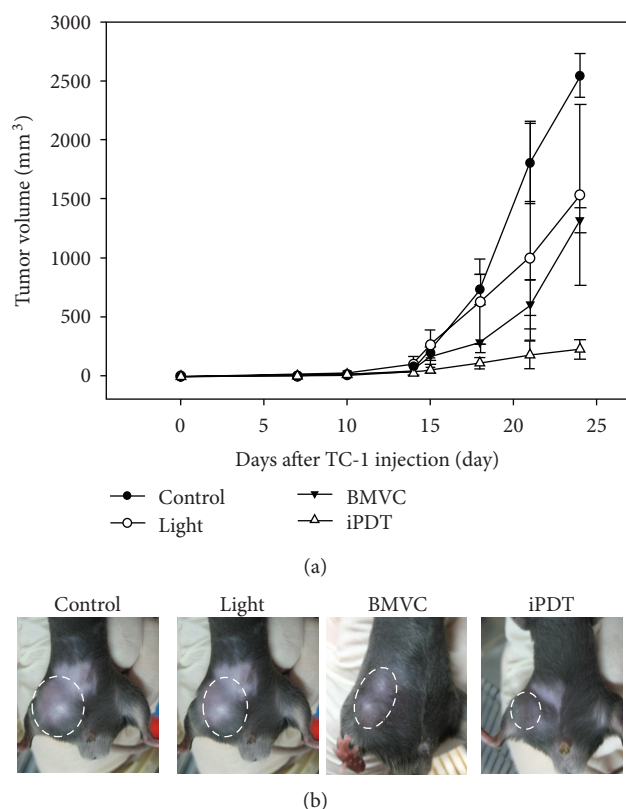 (a)
3000
2500
2000
1500
1000
500
0
Tumor volume (mm³)
0 5 10 15 20 25
Days after TC-1 injection (day)
Control BMVC
Light iPDT
(a)
Control Light BMVC iPDT
(b)